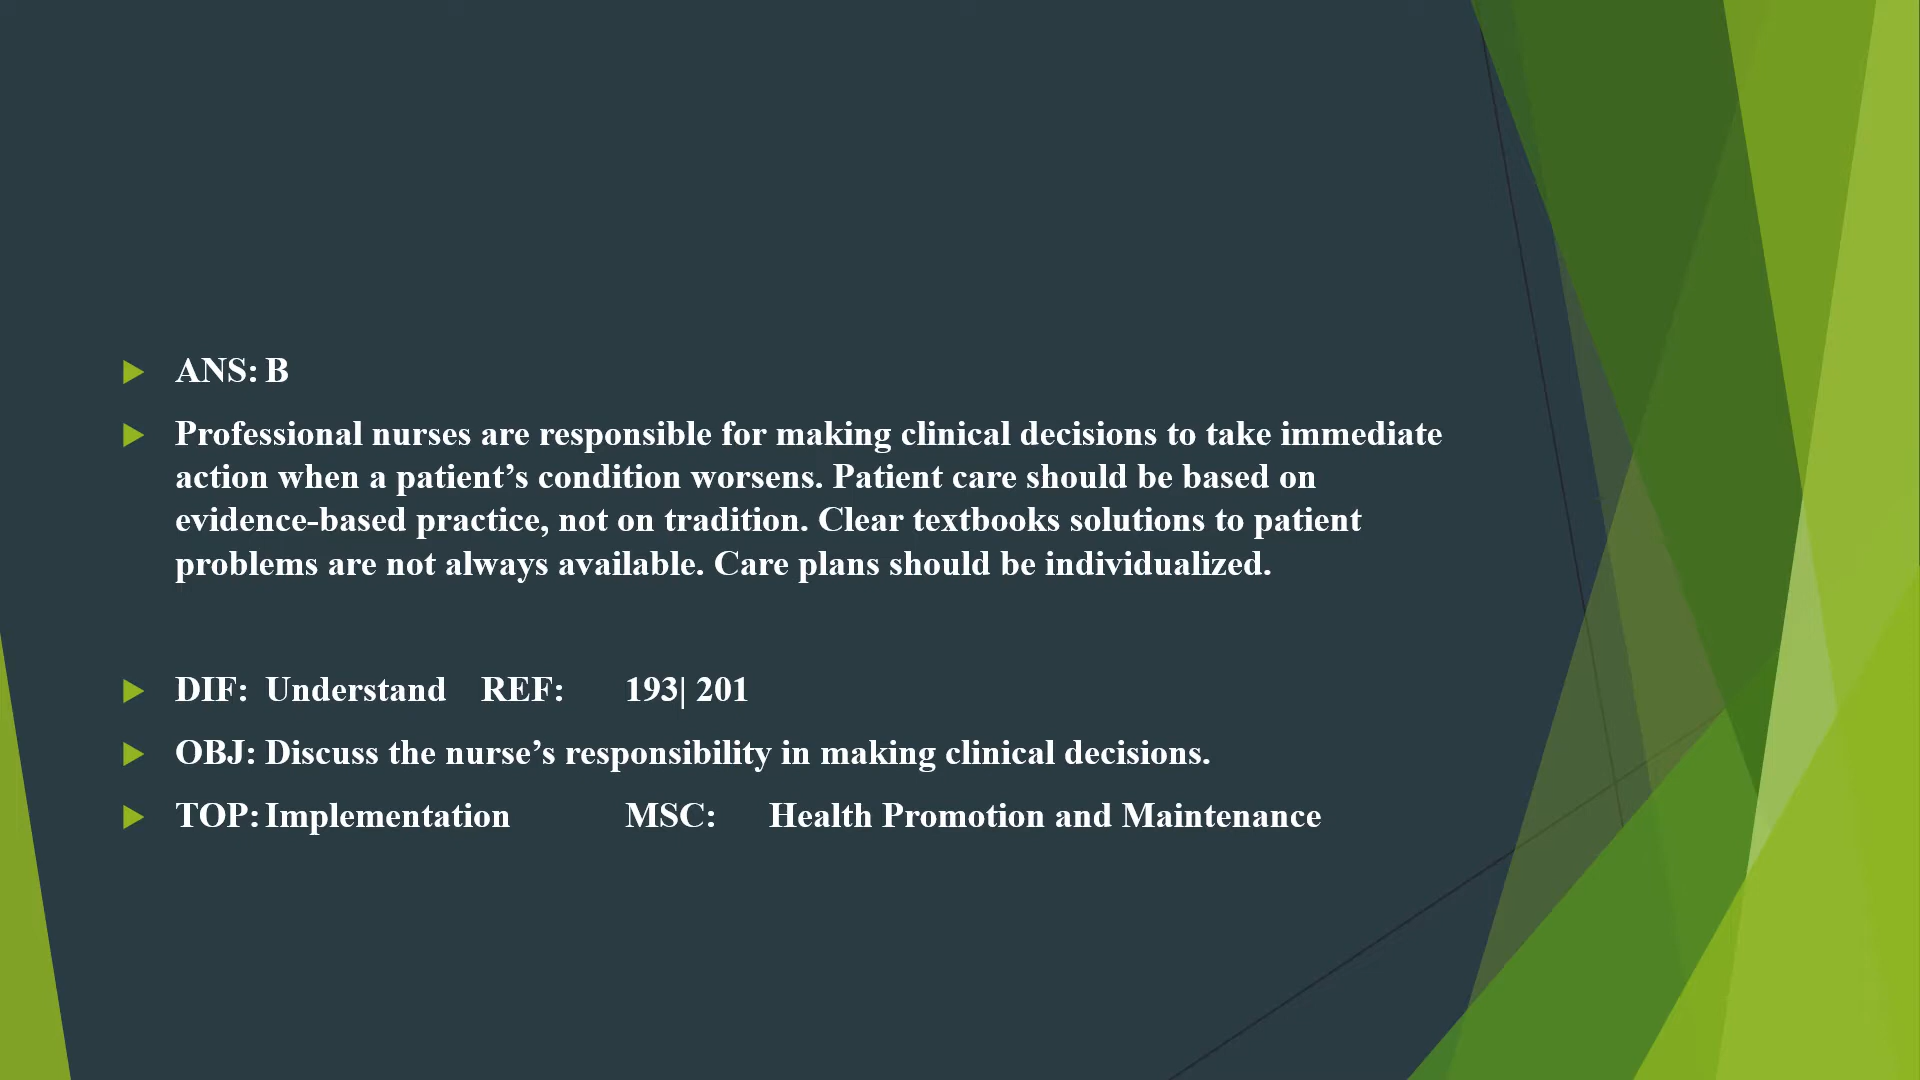 ANS: B
Professional nurses are responsible for making clinical decisions to take immediate
action when a patient’s condition worsens. Patient care should be based on
evidence-based practice, not on tradition. Clear textbooks solutions to patient
problems are not always available. Care plans should be individualized.
DIF: Understand REF: 193| 201
OBJ: Discuss the nurse’s responsibility in making clinical decisions.
TOP: Implementation MSC: Health Promotion and Maintenance